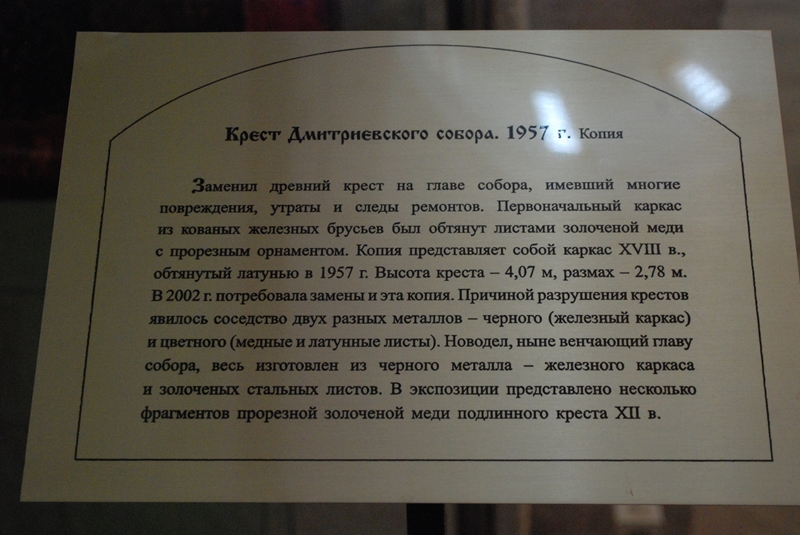 Крест Дмитриевского собора. 1957 г. Копия
Заменил древний крест на главе собора, имевший многие
повреждения, утраты и следы ремонтов. Первоначальный каркас
из кованых железных брусьев был обтянут листами золоченой меди
с прорезным орнаментом. Копия представляет собой каркас XVIII в.,
обтянутый латунью в 1957 г. Высота креста – 4,07 м, размах – 2,78 м.
В 2002 г. потребовала замены и эта копия. Причиной разрушения крестов
явилось соседство двух разных металлов – черного (железный каркас)
и цветного (медные и латунные листы). Новодел, ныне венчающий главу
собора, весь изготовлен из черного металла – железного каркаса
и золоченых стальных листов. В экспозиции представлено несколько
фрагментов прорезной золоченой меди подлинного креста XII в.